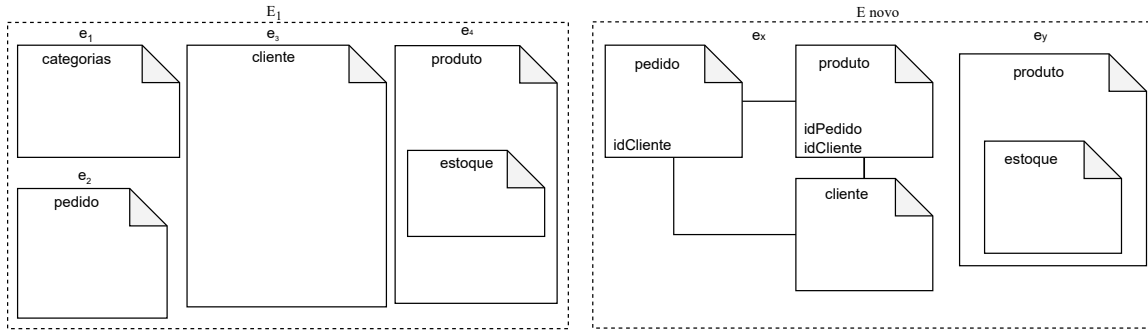 E1
e1
categorias
e2
pedido
e3
cliente
e4
produto
estoque
E novo
ex
pedido
idCliente
produto
idPedido
idCliente
cliente
ey
produto
estoque